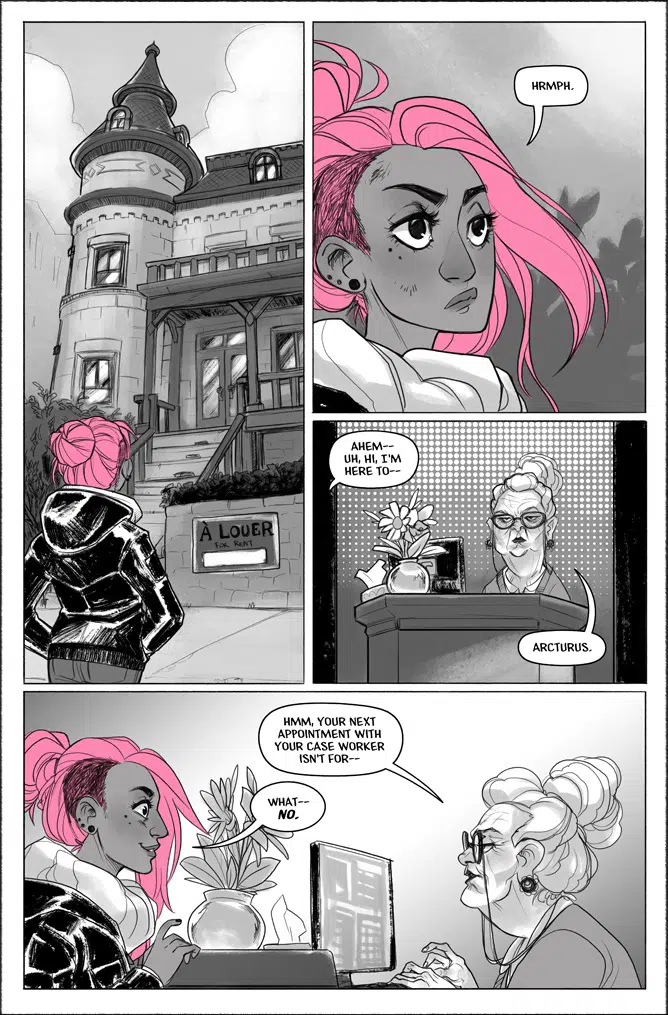 À LOUER
FOR RENT
HRMPH.
AHEM--
UH, HI, I'M
HERE TO--
ARCTURUS.
HMM, YOUR NEXT
APPOINTMENT WITH
YOUR CASE WORKER
ISN'T FOR--
WHAT--
NO.